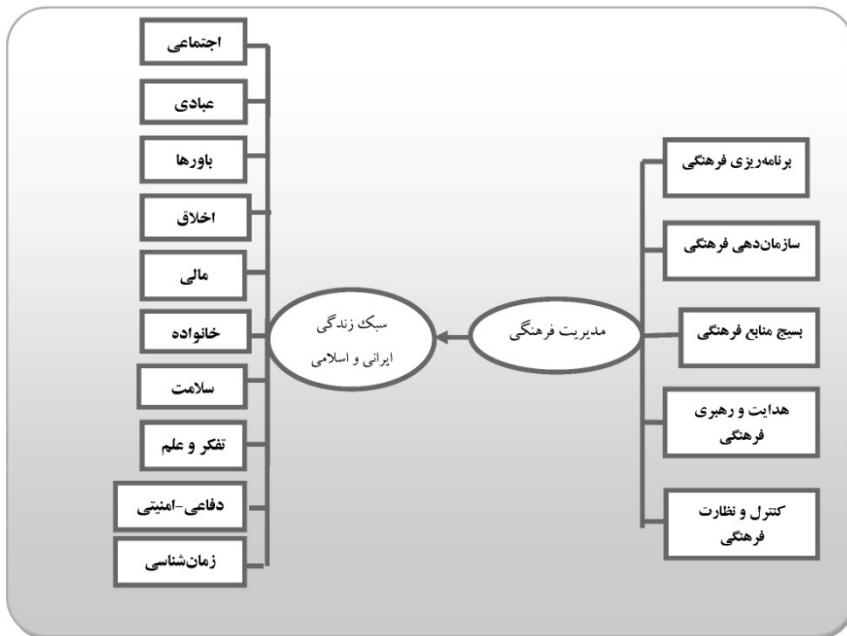 برنامه‌ریزی فرهنگی
سازمان‌دهی فرهنگی
بسیج منابع فرهنگی
هدایت و رهبری
فرهنگی
کنترل و نظارت
فرهنگی
مدیریت فرهنگی
سبک زندگی
ایرانی و اسلامی
اجتماعی
عبادی
باورها
اخلاق
مالی
خانواده
سلامت
تفکر و علم
دفاعی-امنیتی
زمان‌شناسی